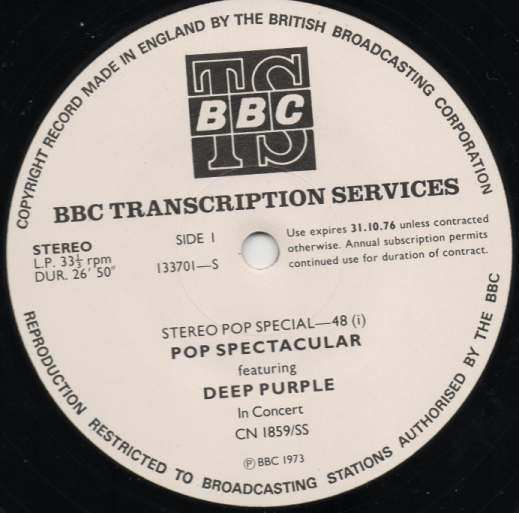 COPYRIGHT RECORD MADE IN ENGLAND BY THE BRITISH BROADCASTING CORPORATION
TS
BBC
BBC TRANSCRIPTION SERVICES
STEREO
L.P. 33⅓ rpm
DUR. 26′ 50″
SIDE 1
133701—S
Use expires 31.10.76 unless contracted
otherwise. Annual subscription permits
continued use for duration of contract.
STEREO POP SPECIAL—48 (i)
POP SPECTACULAR
featuring
DEEP PURPLE
In Concert
CN 1859/SS
Ⓟ BBC 1973
REPRODUCTION RESTRICTED TO BROADCASTING STATIONS AUTHORISED BY THE BBC